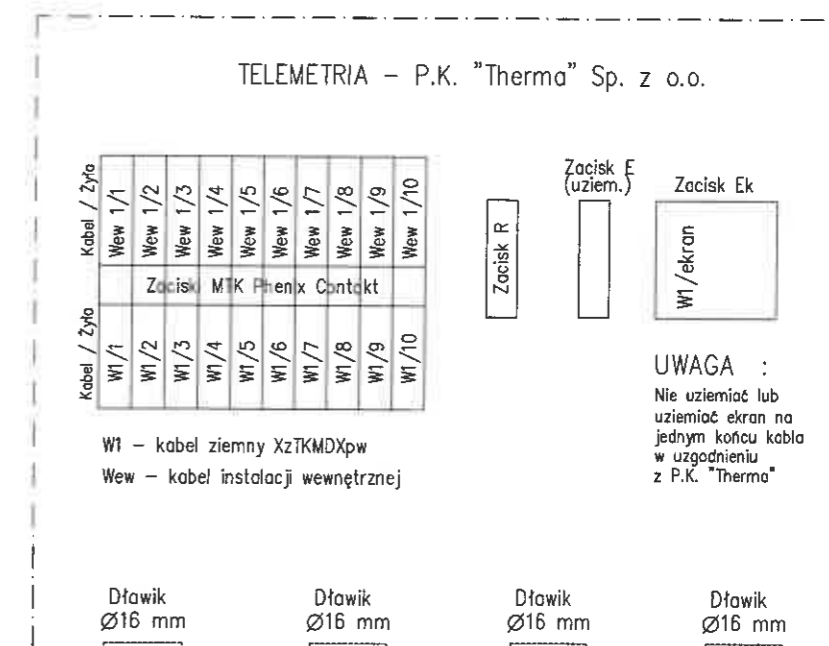 TELEMETRIA – P.K. "Therma" Sp. z o.o.
Kabel / Żyła
Wew 1/1
Wew 1/2
Wew 1/3
Wew 1/4
Wew 1/5
Wew 1/6
Wew 1/7
Wew 1/8
Wew 1/9
Wew 1/10
Zaciski MTK Phenix Contakt
Kabel / Żyła
W1/1
W1/2
W1/3
W1/4
W1/5
W1/6
W1/7
W1/8
W1/9
W1/10
Zacisk R
Zacisk E
(uziem.)
Zacisk Ek
W1/ekran
UWAGA :
Nie uziemiać lub
uziemiać ekran na
jednym końcu kabla
w uzgodnieniu
z P.K. "Therma"
W1 – kabel ziemny XzTKMDXpw
Wew – kabel instalacji wewnętrznej
Dławik
Ø16 mm
Dławik
Ø16 mm
Dławik
Ø16 mm
Dławik
Ø16 mm